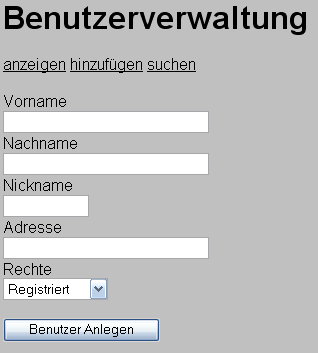 Benutzerverwaltung
anzeigen hinzufügen suchen
Vorname
Nachname
Nickname
Adresse
Rechte
Registriert
Benutzer Anlegen